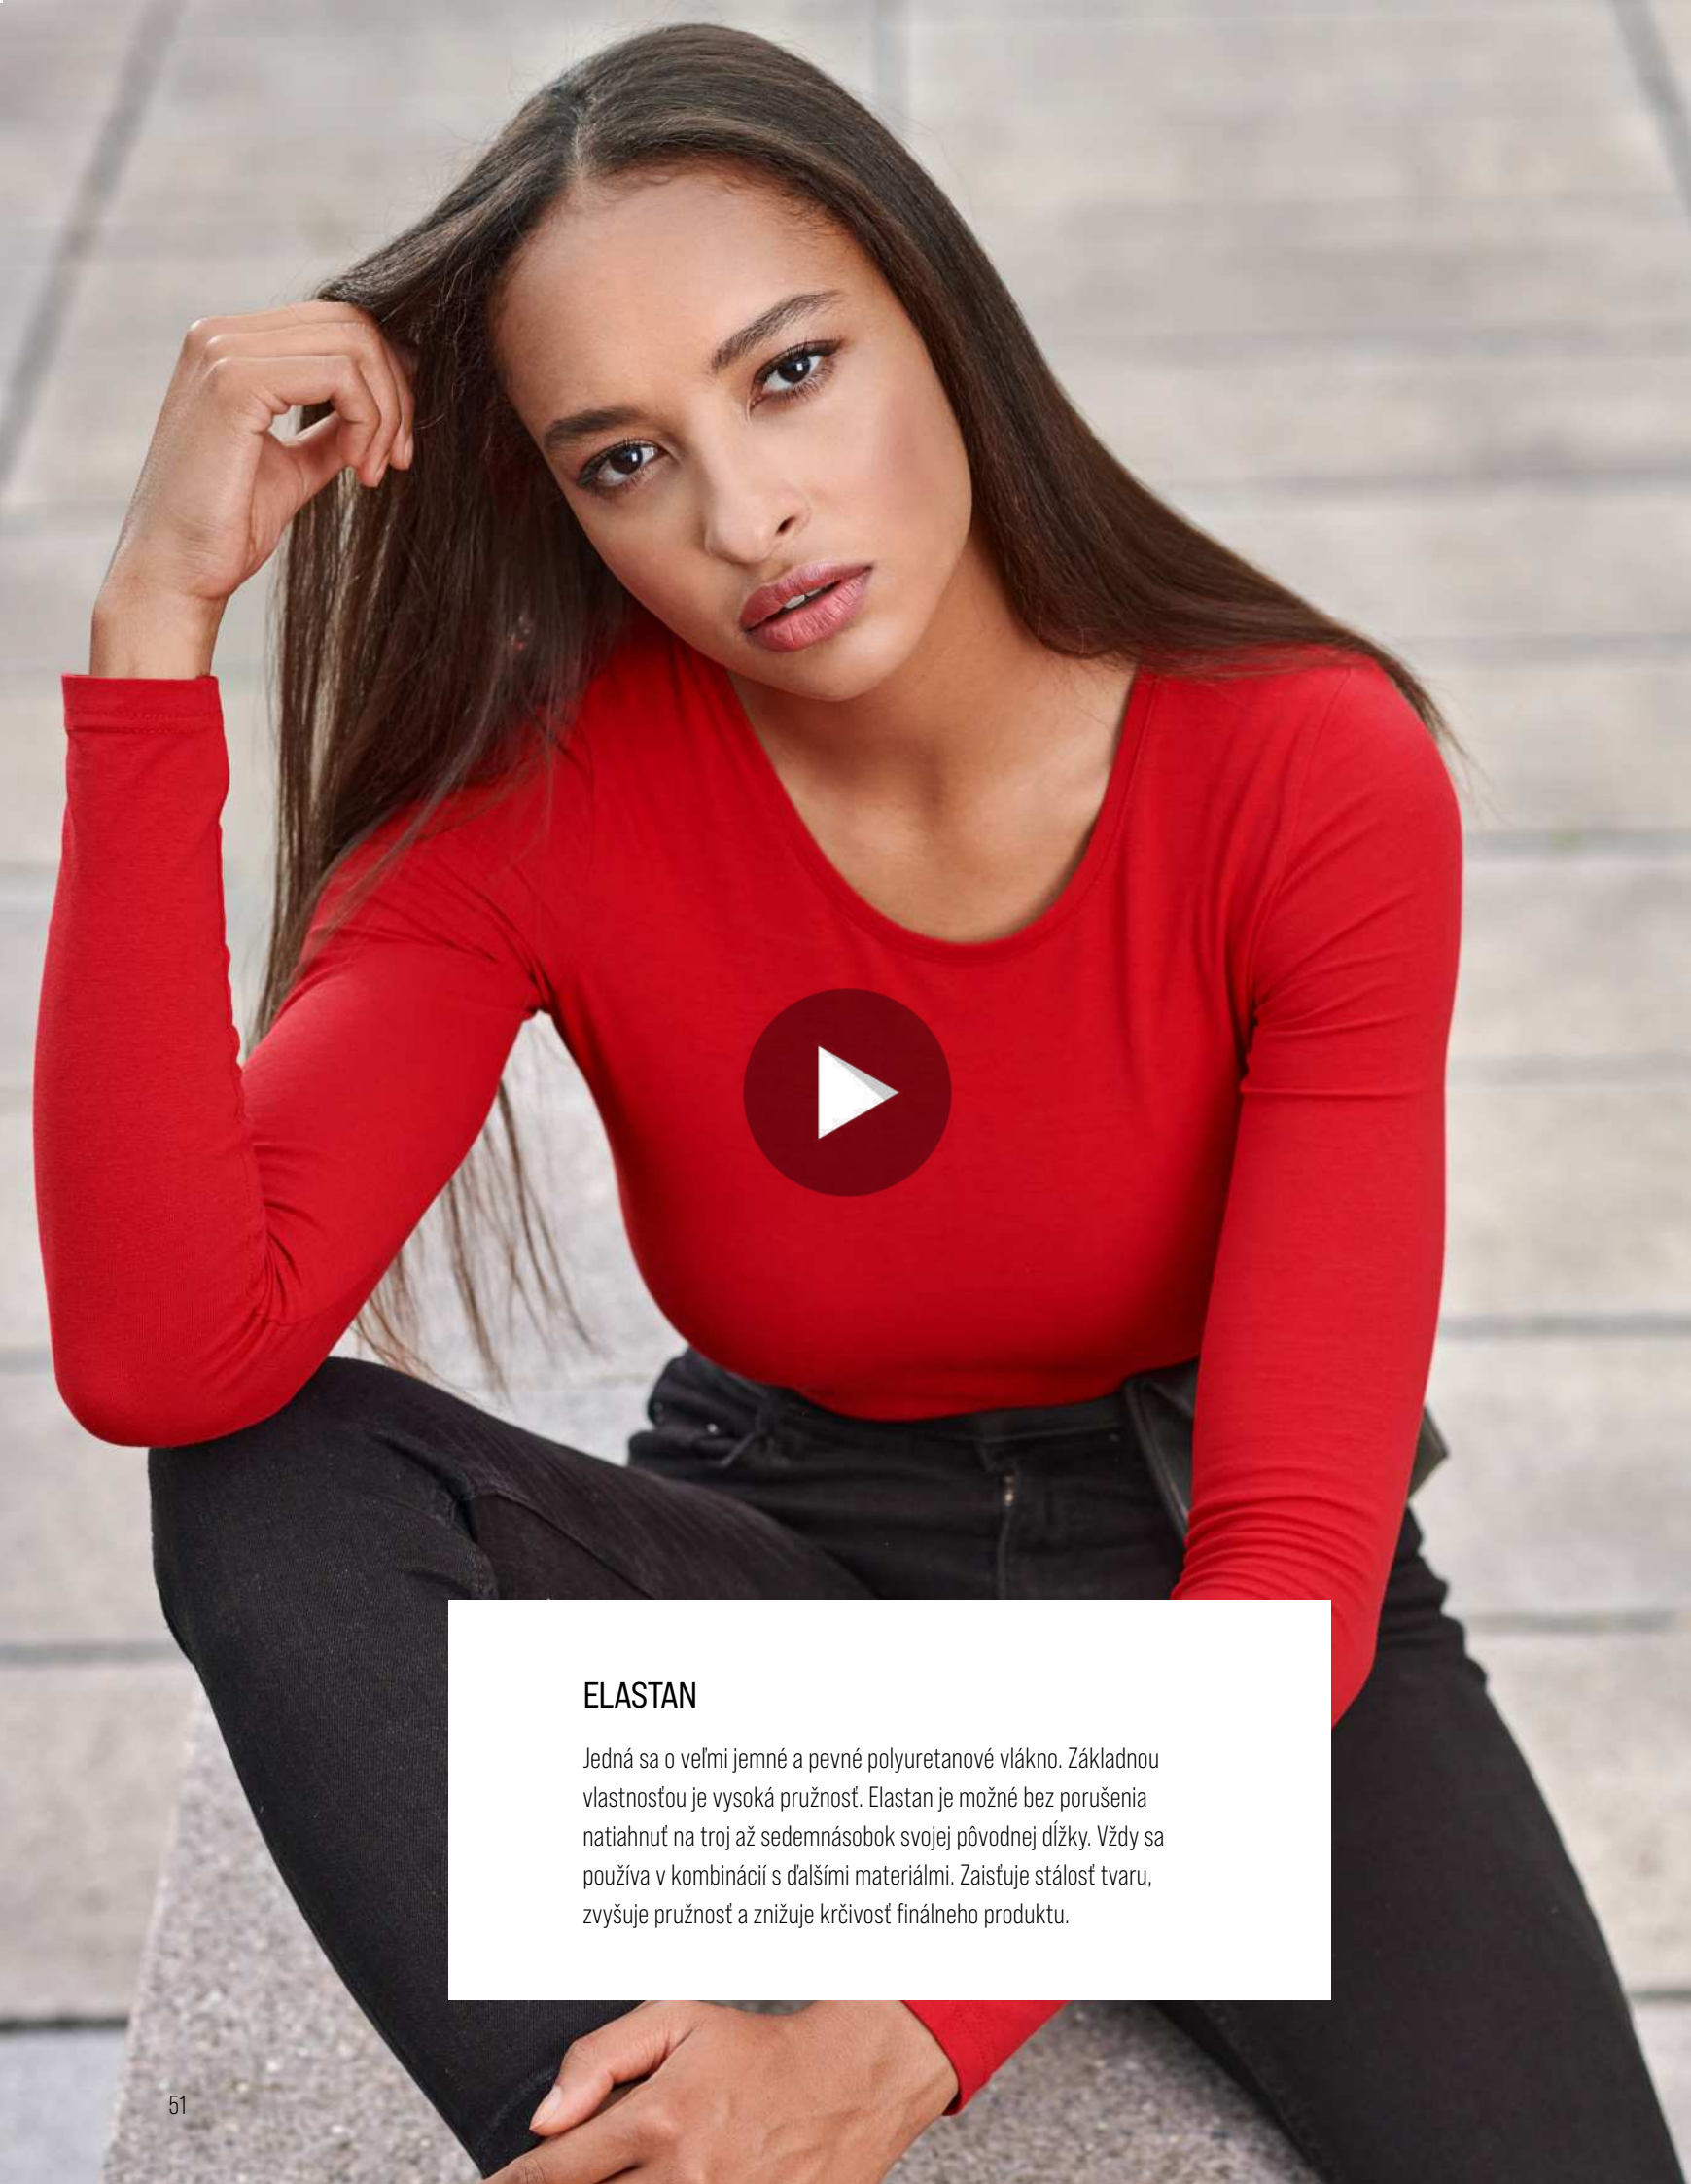 ELASTAN
Jedná sa o veľmi jemné a pevné polyuretanové vlákno. Základnou
vlastnosťou je vysoká pružnosť. Elastan je možné bez porušenia
natiahnuť na troj až sedemnásobok svojej pôvodnej dĺžky. Vždy sa
používa v kombinácií s ďalšími materiálmi. Zaisťuje stálosť tvaru,
zvyšuje pružnosť a znižuje krčivosť finálneho produktu.
51